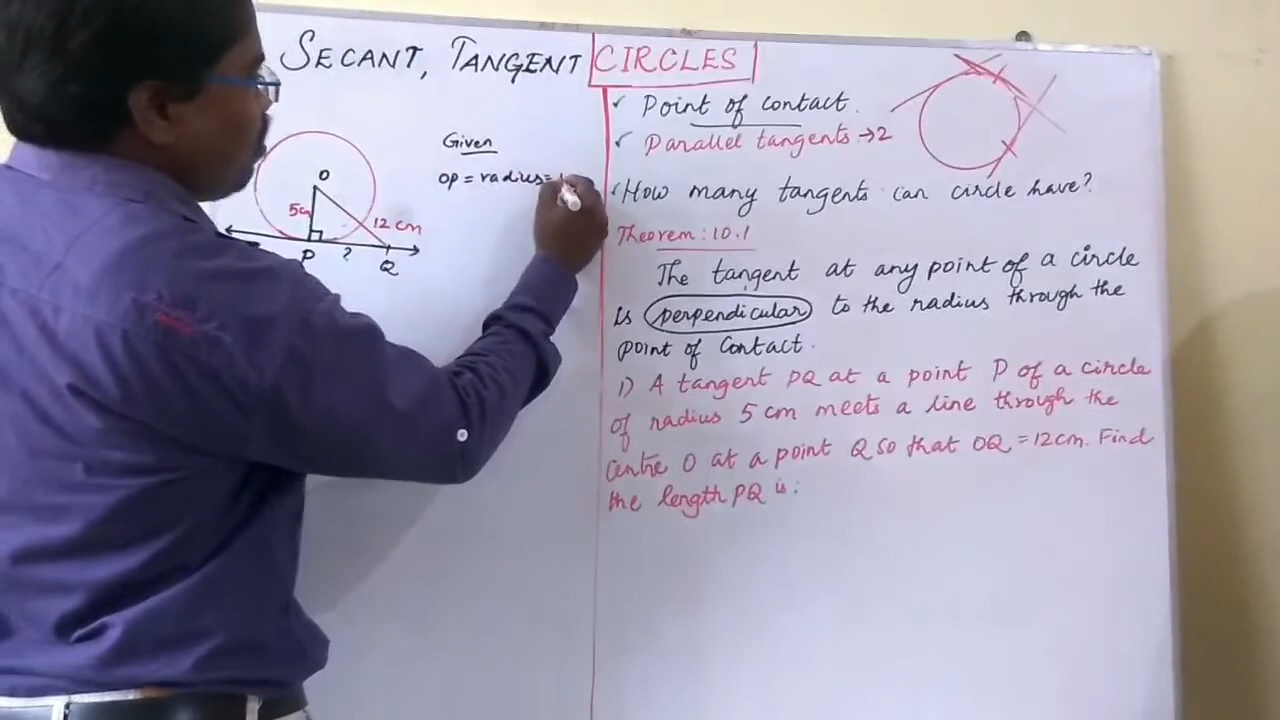 SECANT, TANGENT CIRCLES
O
5c
12 cm
P ? Q
Given
OP = radius =
✓ Point of contact.
✓ Parallel tangents → 2
✓ How many tangents can circle have?
Theorem: 10.1
The tangent at any point of a circle
is perpendicular to the radius through the
point of contact.
1) A tangent PQ at a point P of a circle
of radius 5 cm meets a line through the
centre O at a point Q so that OQ = 12cm. Find
the length PQ is: